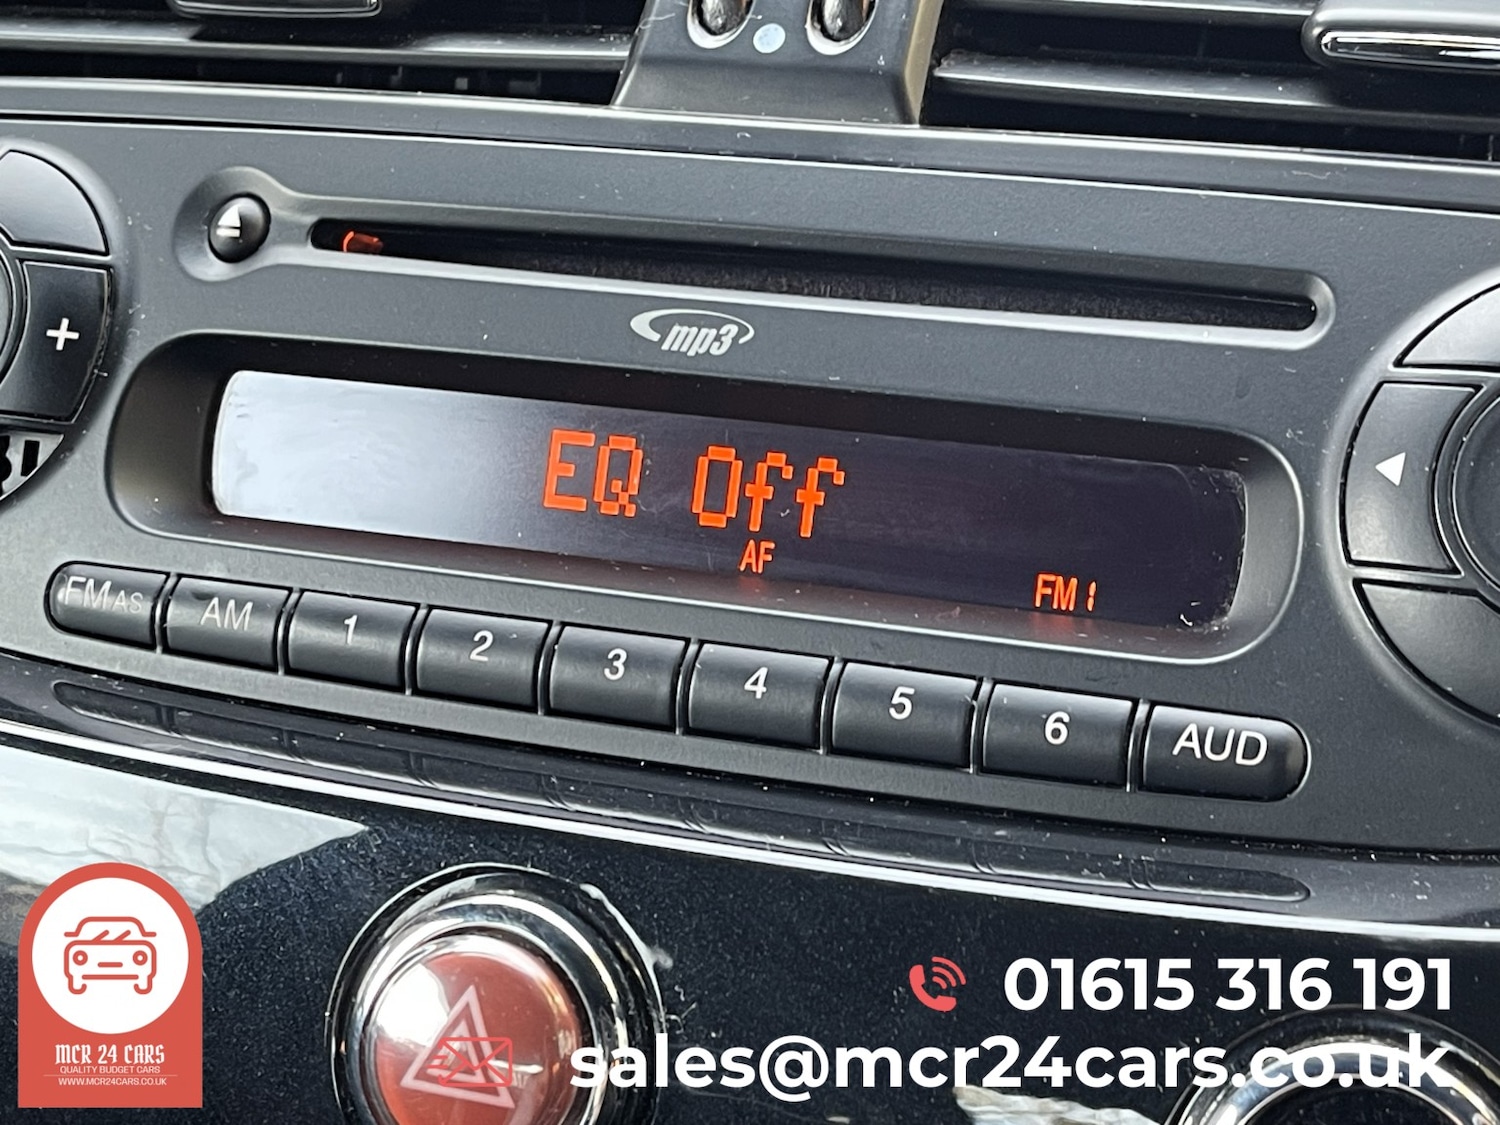 +
mp3
EQ Off
AF
FM1
FM AS
AM
1
2
3
4
5
6
AUD
MCR 24 CARS
QUALITY BUDGET CARS
WWW.MCR24CARS.CO.UK
01615 316 191
sales@mcr24cars.co.uk